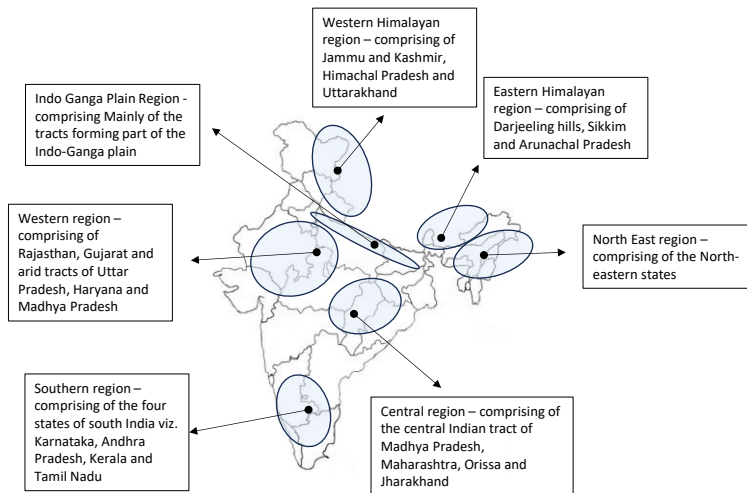 Western Himalayan
region – comprising of
Jammu and Kashmir,
Himachal Pradesh and
Uttarakhand
Indo Ganga Plain Region -
comprising Mainly of the
tracts forming part of the
Indo-Ganga plain
Eastern Himalayan
region – comprising of
Darjeeling hills, Sikkim
and Arunachal Pradesh
Western region –
comprising of
Rajasthan, Gujarat and
arid tracts of Uttar
Pradesh, Haryana and
Madhya Pradesh
North East region –
comprising of the North-
eastern states
Southern region –
comprising of the four
states of south India viz.
Karnataka, Andhra
Pradesh, Kerala and
Tamil Nadu
Central region – comprising of
the central Indian tract of
Madhya Pradesh,
Maharashtra, Orissa and
Jharakhand